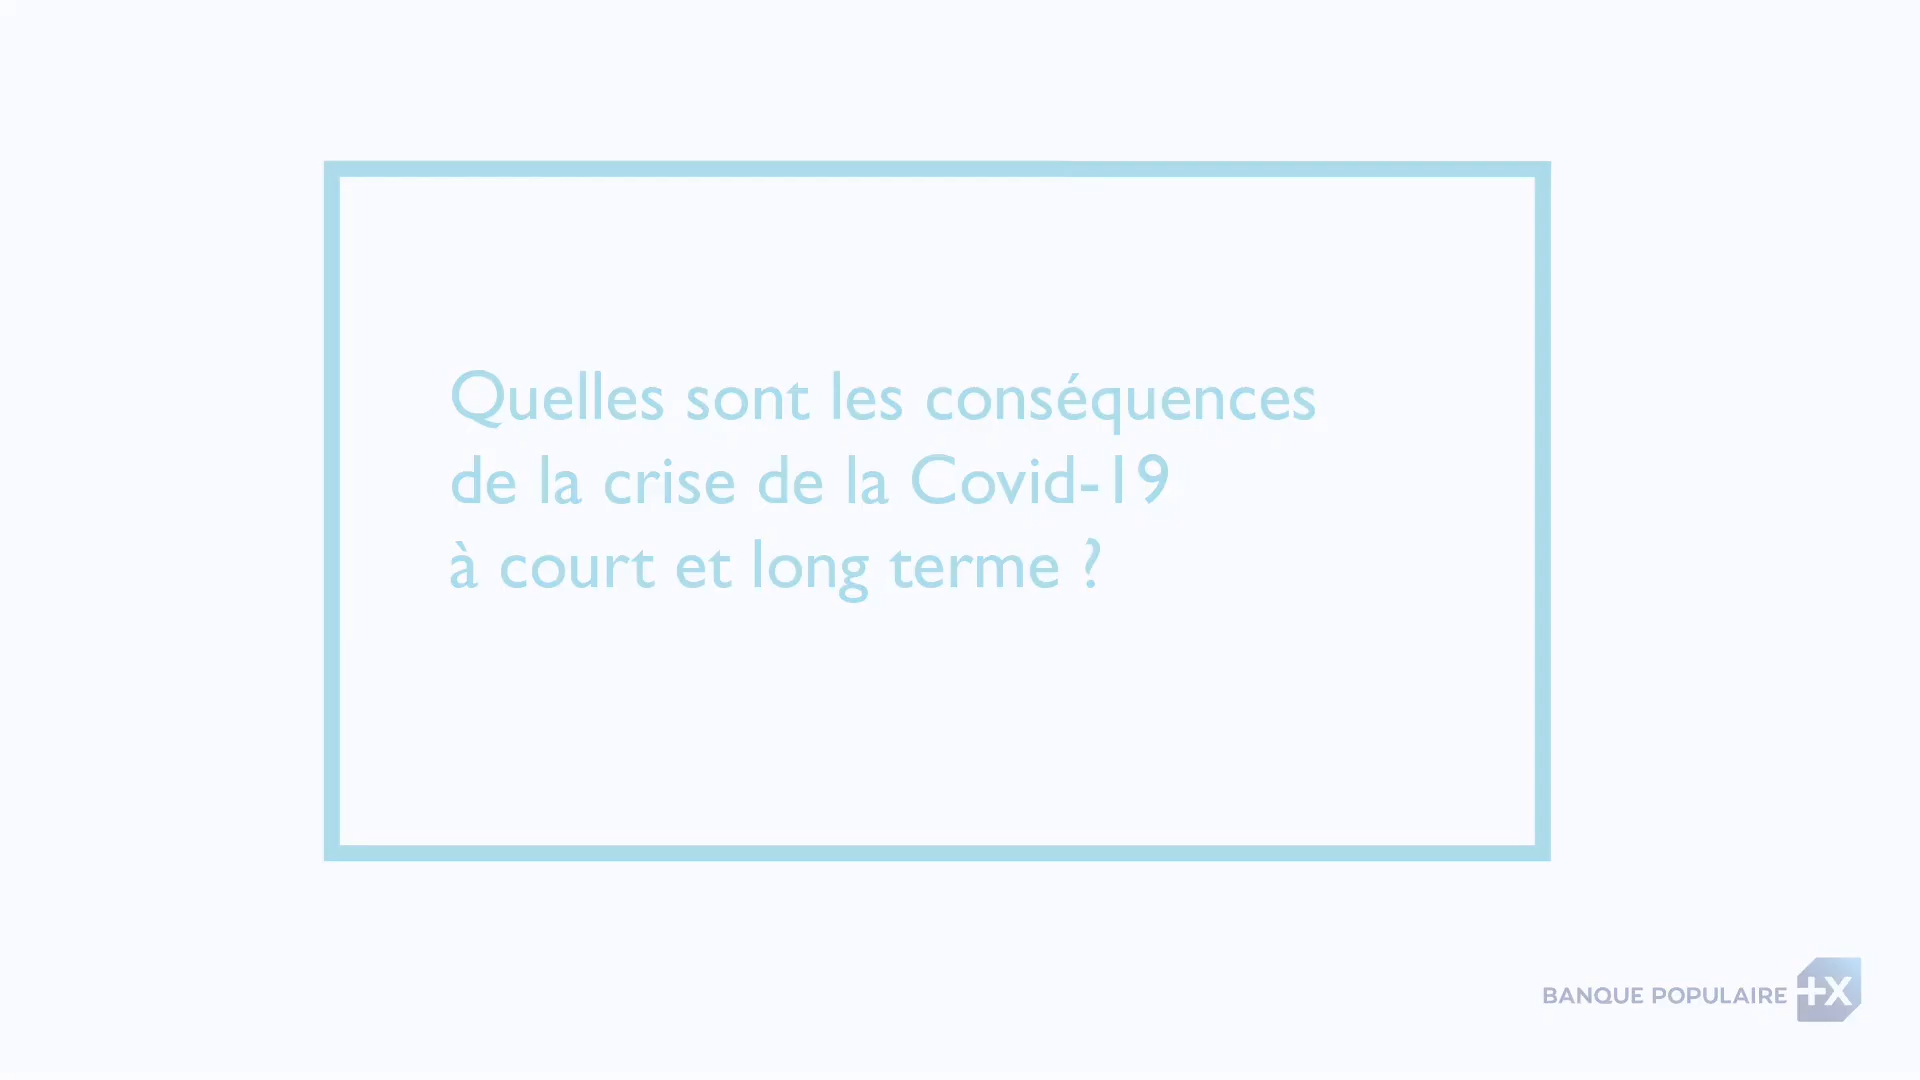 Quelles sont les conséquences
de la crise de la Covid-19
à court et long terme ?
BANQUE POPULAIRE +X